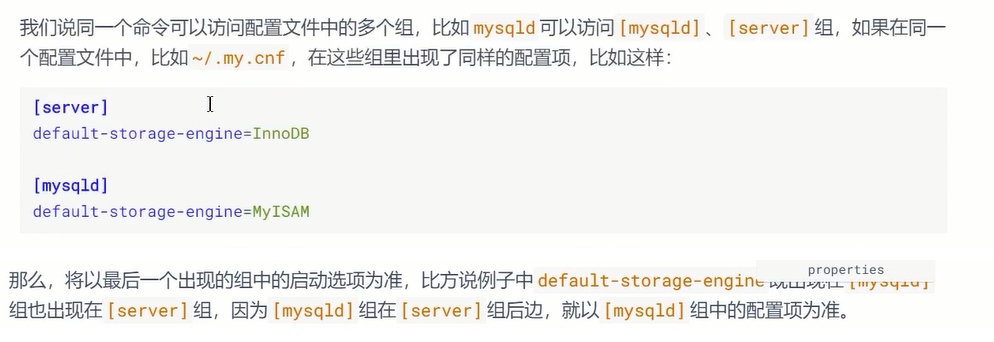 我们说同一个命令可以访问配置文件中的多个组，比如 mysqld 可以访问 [mysqld] 、 [server] 组，如果在同一
个配置文件中，比如 ~/.my.cnf ，在这些组里出现了同样的配置项，比如这样：
[server]
default-storage-engine=InnoDB
[mysqld]
default-storage-engine=MyISAM
properties
那么，将以最后一个出现的组中的启动选项为准，比方说例子中 default-storage-engine 既出现在 [mysqld]
组也出现在 [server] 组，因为 [mysqld] 组在 [server] 组后边，就以 [mysqld] 组中的配置项为准。